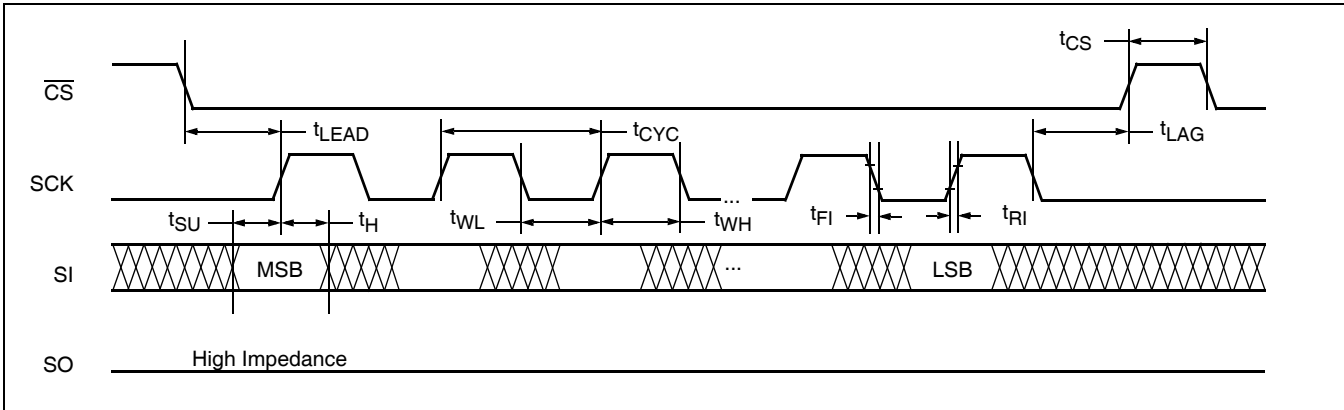 tCS
CS
tLEAD
tCYC
tLAG
SCK
...
tSU
tH
tWL
tWH
tFI
tRI
SI
MSB
...
LSB
High Impedance
SO